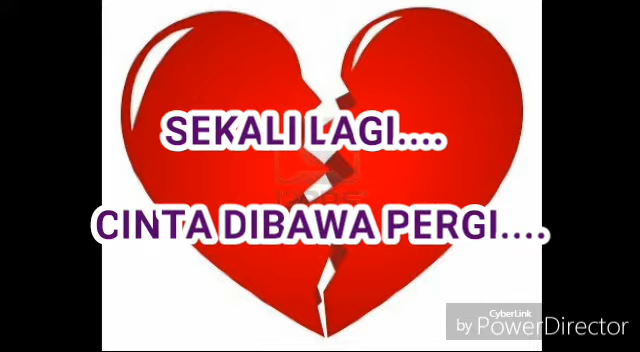 SEKALI LAGI....
CINTA DIBAWA PERGI....
CyberLink
by PowerDirector